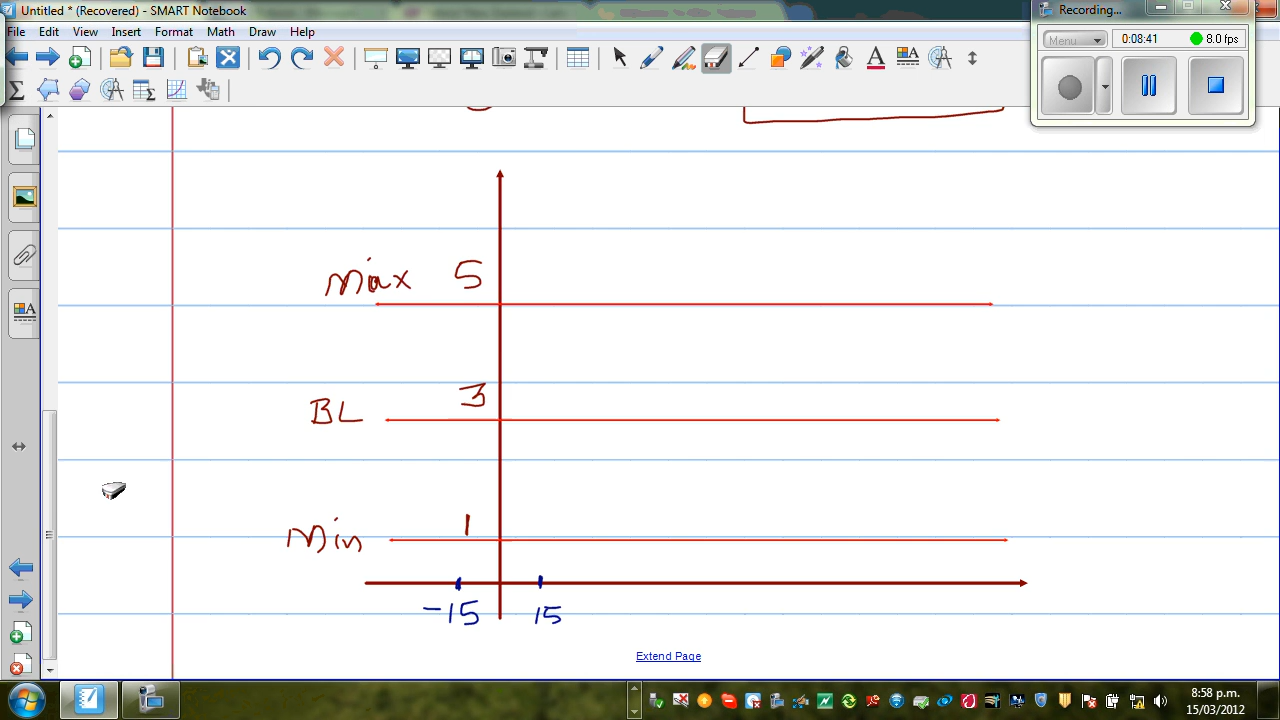 Untitled * (Recovered) - SMART Notebook
Recording...
File Edit View Insert Format Math Draw Help
Menu 0:08:41 8.0 fps
Max 5
BL 3
Min 1
-15 15
Extend Page
8:58 p.m.
15/03/2012